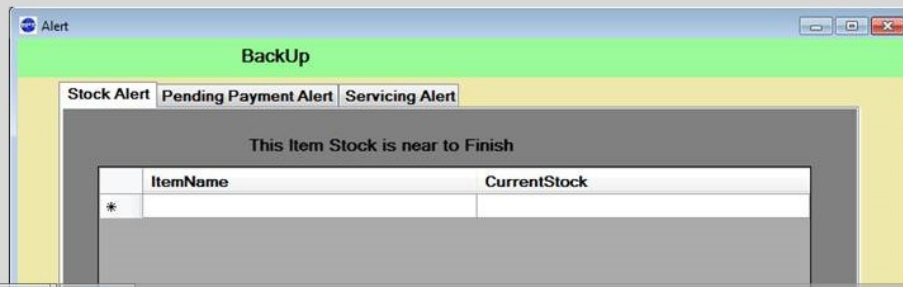 Alert
BackUp
Stock Alert Pending Payment Alert Servicing Alert
This Item Stock is near to Finish
ItemName CurrentStock
*